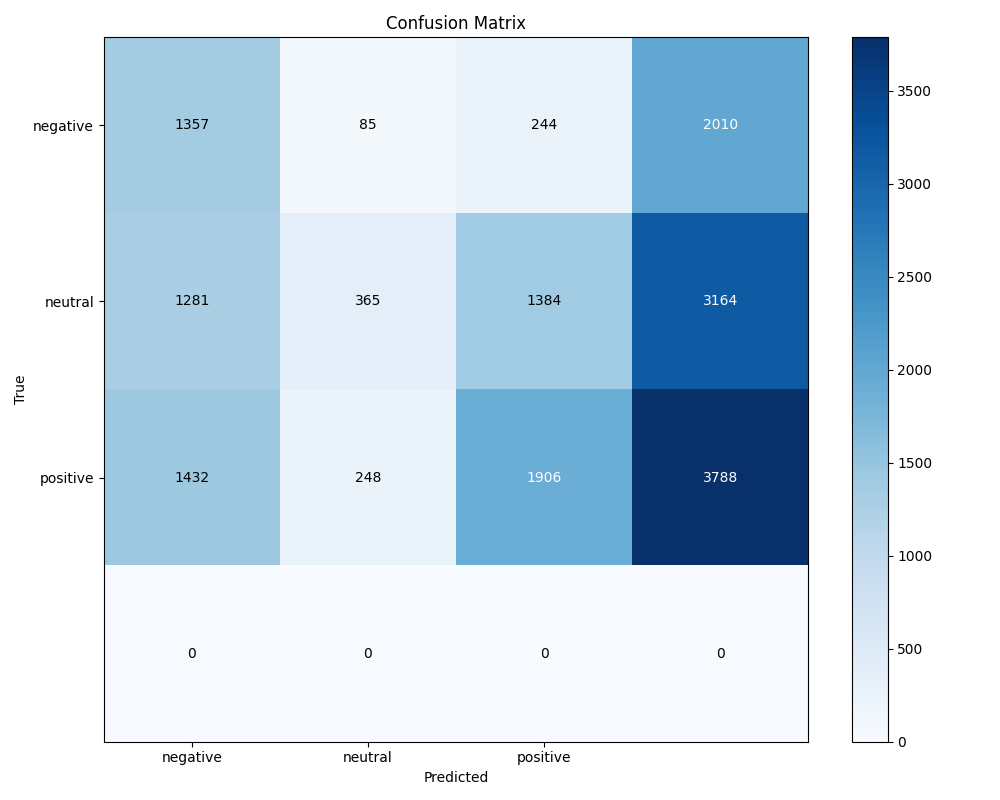 Confusion Matrix
negative 1357 85 244 2010
neutral 1281 365 1384 3164
positive 1432 248 1906 3788
0 0 0 0
negative neutral positive
Predicted
True
3500
3000
2500
2000
1500
1000
500
0